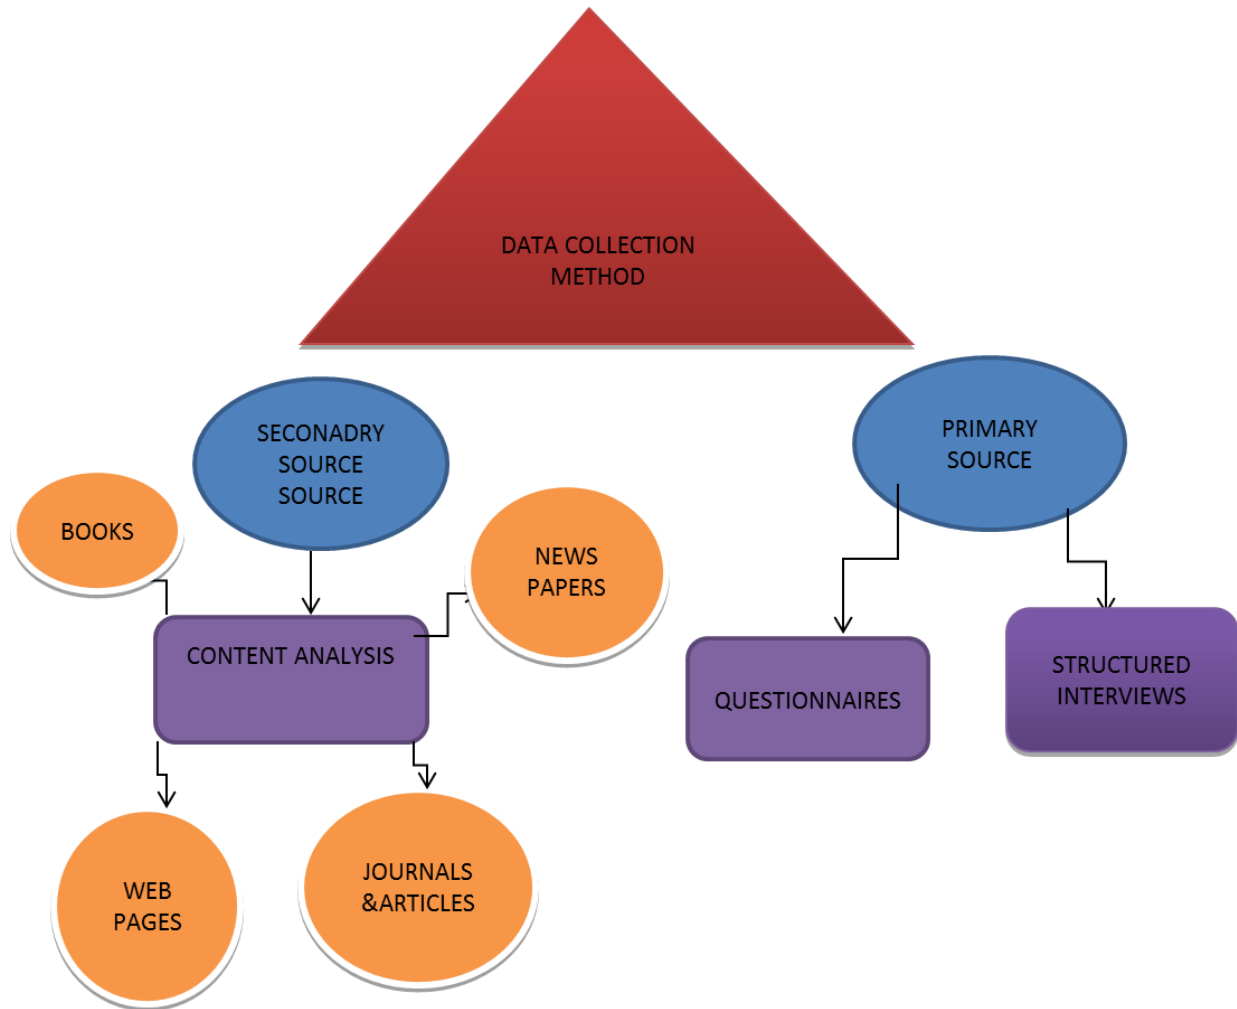 DATA COLLECTION
METHOD
SECONADRY
SOURCE
SOURCE
PRIMARY
SOURCE
BOOKS
NEWS
PAPERS
CONTENT ANALYSIS
QUESTIONNAIRES
STRUCTURED
INTERVIEWS
WEB
PAGES
JOURNALS
&ARTICLES